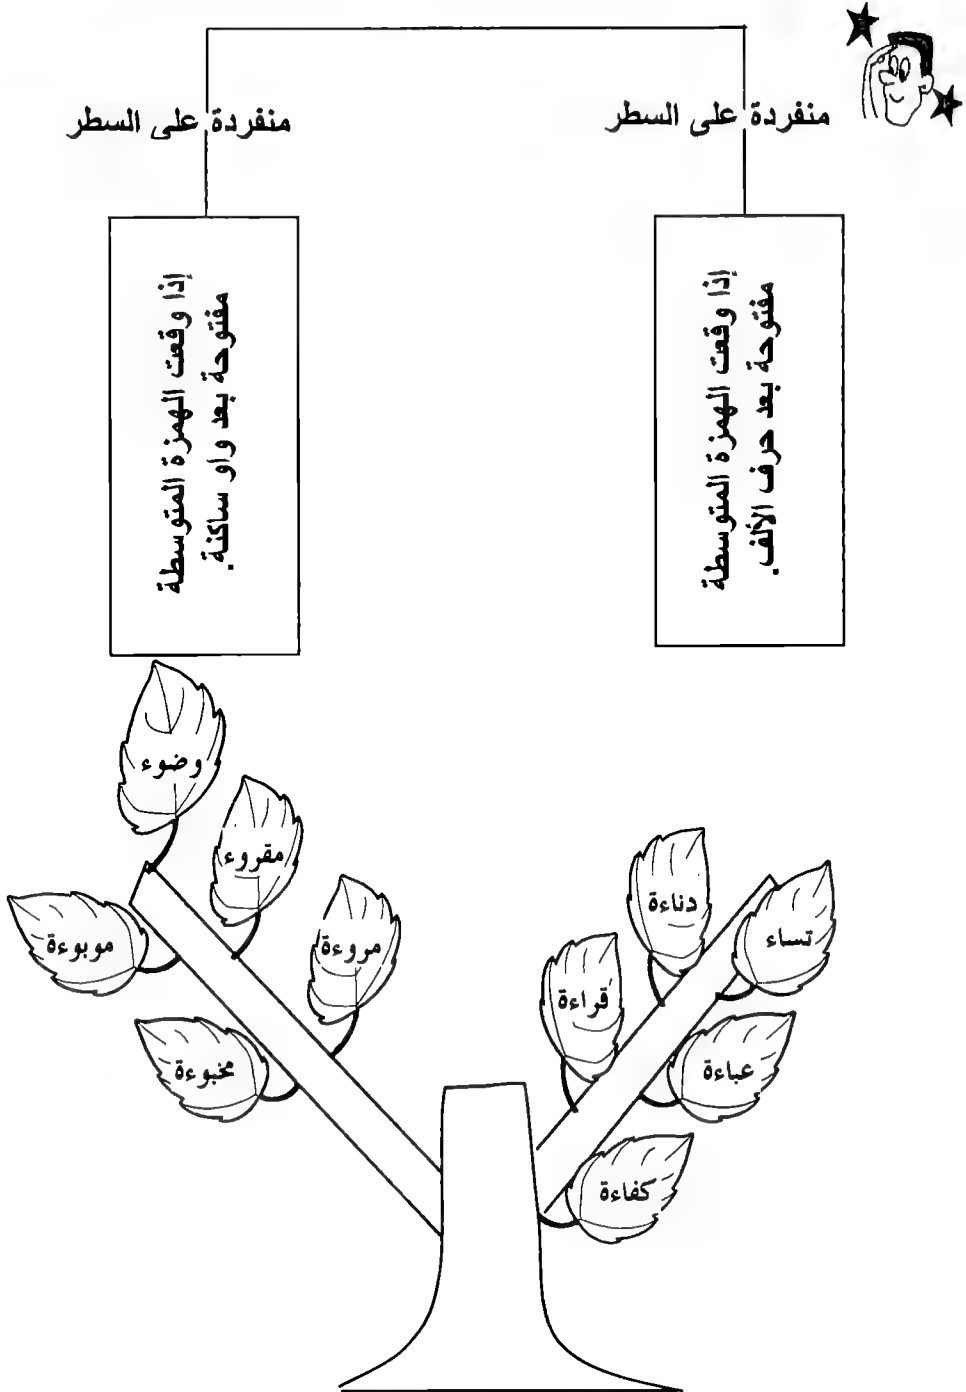 منفردة على السطر
منفردة على السطر
إذا وقعت الهمزة المتوسطة
مفتوحة بعد حرف الألف.
إذا وقعت الهمزة المتوسطة
مفتوحة بعد واو ساكنة.
دناءة
تساء
قراءة
عباءة
كفاءة
وضوء
مقروء
مروءة
موبوءة
مخبوءة